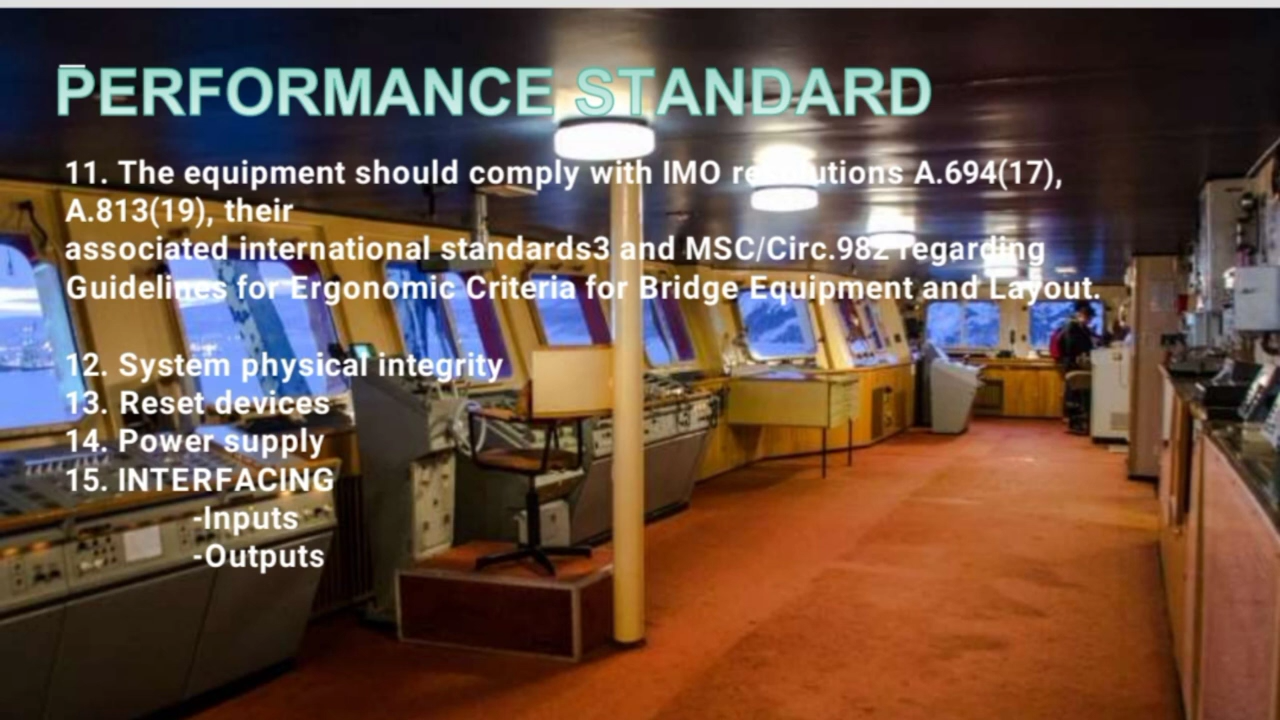 PERFORMANCE STANDARD
11. The equipment should comply with IMO resolutions A.694(17),
A.813(19), their
associated international standards3 and MSC/Circ.982 regarding
Guidelines for Ergonomic Criteria for Bridge Equipment and Layout.
12. System physical integrity
13. Reset devices
14. Power supply
15. INTERFACING
-Inputs
-Outputs